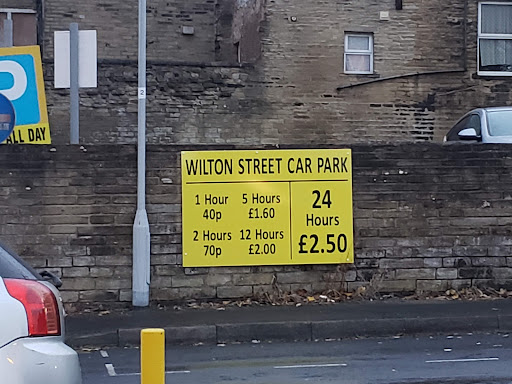 P
ALL DAY
2
WILTON STREET CAR PARK
1 Hour
40p
5 Hours
£1.60
2 Hours
70p
12 Hours
£2.00
24
Hours
£2.50